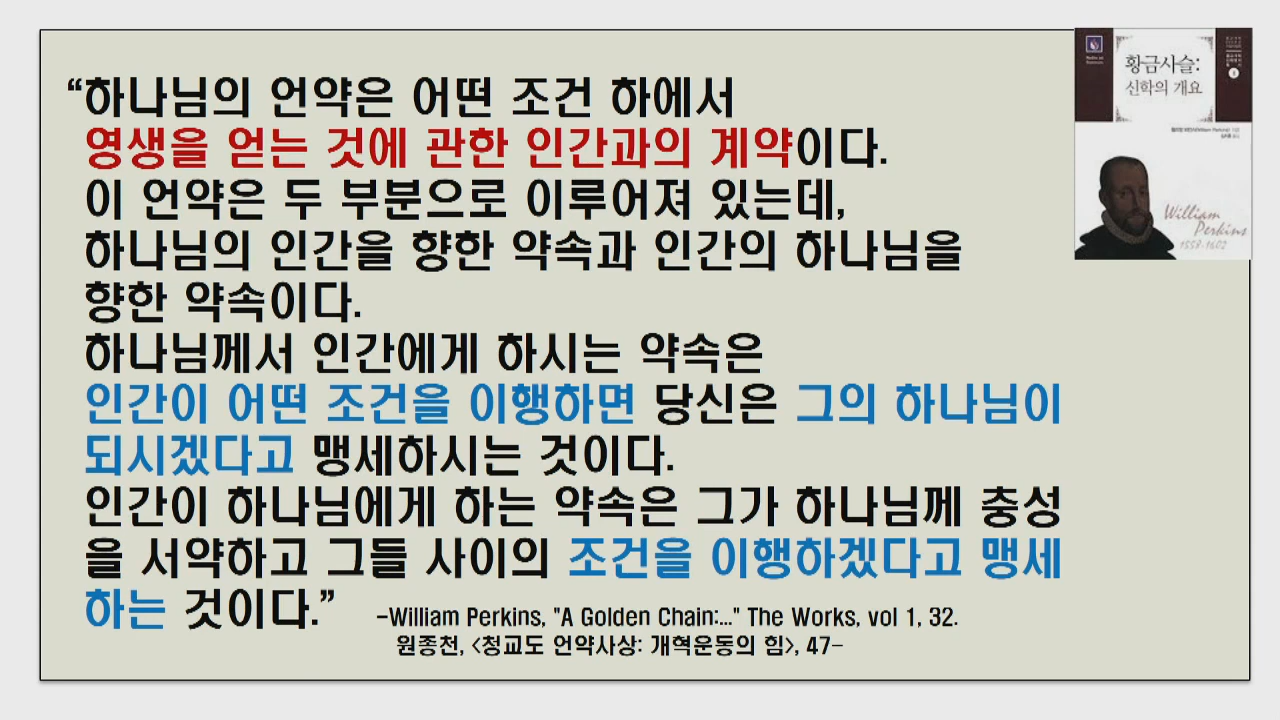 “하나님의 언약은 어떤 조건 하에서
영생을 얻는 것에 관한 인간과의 계약이다.
이 언약은 두 부분으로 이루어져 있는데,
하나님의 인간을 향한 약속과 인간의 하나님을
향한 약속이다.
하나님께서 인간에게 하시는 약속은
인간이 어떤 조건을 이행하면 당신은 그의 하나님이
되시겠다고 맹세하시는 것이다.
인간이 하나님에게 하는 약속은 그가 하나님께 충성
을 서약하고 그들 사이의 조건을 이행하겠다고 맹세
하는 것이다.”
-William Perkins, "A Golden Chain:..." The Works, vol 1, 32.
원종천, <청교도 언약사상: 개혁운동의 힘>, 47-
황금사슬:
신학의 개요
William
Perkins
1558-1602